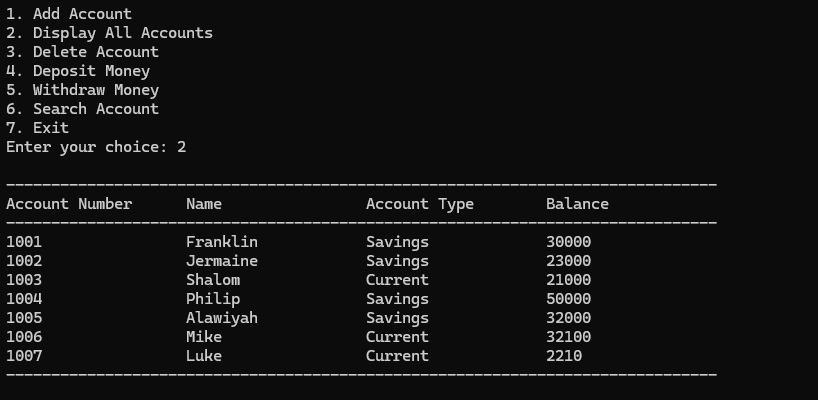 1. Add Account
2. Display All Accounts
3. Delete Account
4. Deposit Money
5. Withdraw Money
6. Search Account
7. Exit
Enter your choice: 2
-------------------------------------------------------------------------------
Account Number      Name                Account Type        Balance
-------------------------------------------------------------------------------
1001                Franklin            Savings             30000
1002                Jermaine            Savings             23000
1003                Shalom              Current             21000
1004                Philip              Savings             50000
1005                Alawiyah            Savings             32000
1006                Mike                Current             32100
1007                Luke                Current             2210
-------------------------------------------------------------------------------